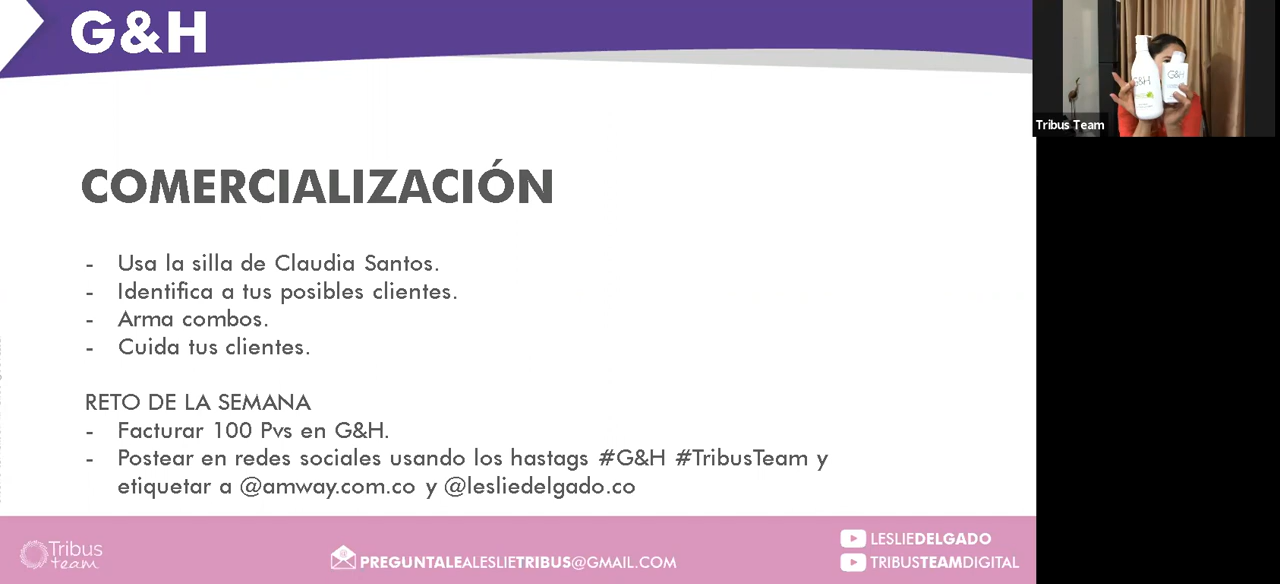 G&H
COMERCIALIZACIÓN
- Usa la silla de Claudia Santos.
- Identifica a tus posibles clientes.
- Arma combos.
- Cuida tus clientes.
RETO DE LA SEMANA
- Facturar 100 Pvs en G&H.
- Postear en redes sociales usando los hastags #G&H #TribusTeam y
etiquetar a @amway.com.co y @lesliedelgado.co
Tribus
team
PREGUNTALEALESLIETRIBUS@GMAIL.COM
LESLIEDELGADO
TRIBUSTEAMDIGITAL
G&H
G&H
Tribus Team